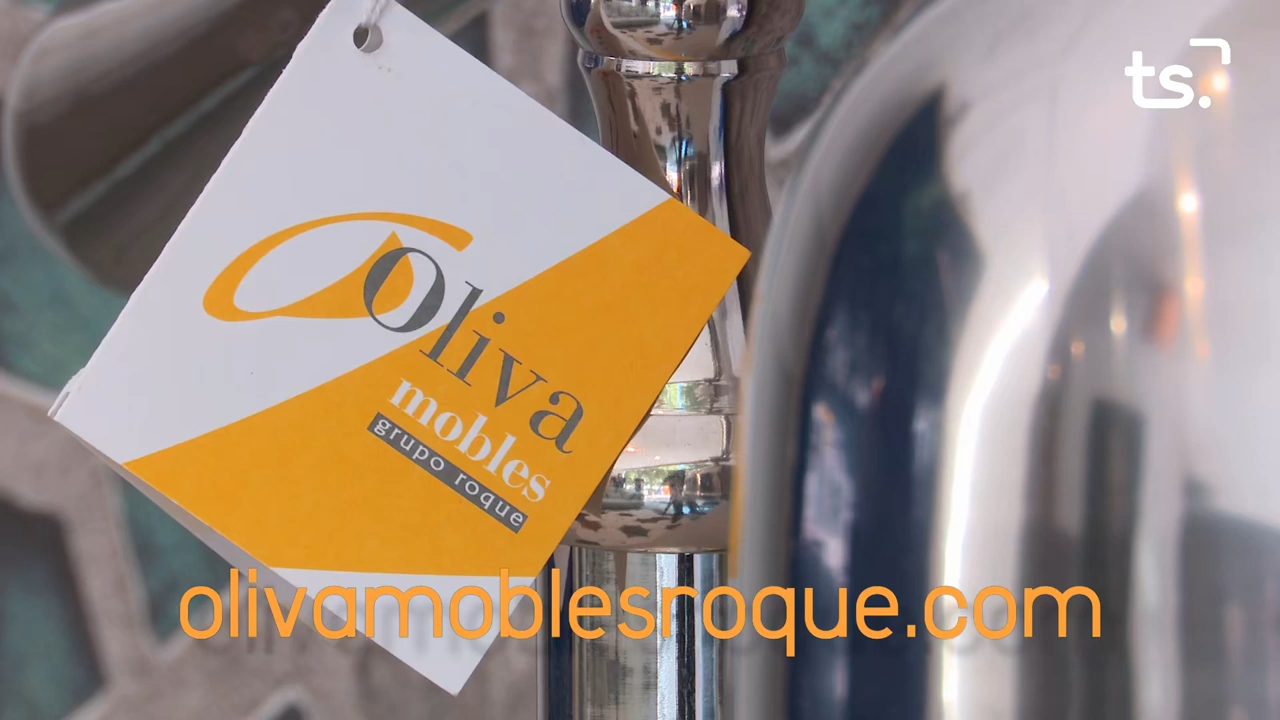 ts.
Oliva
mobles
grupo roque
olivamoblesroque.com